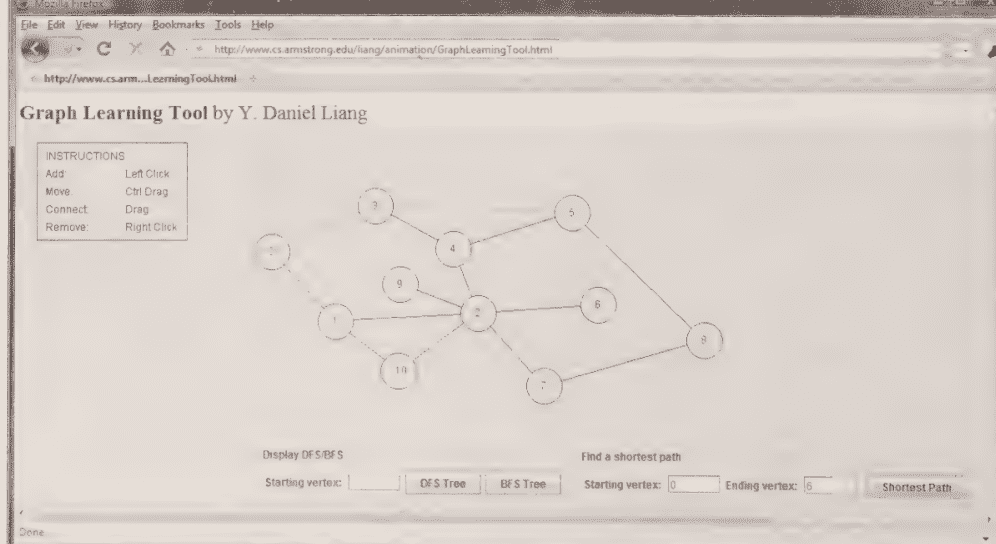 Mozilla Firefox
File Edit View History Bookmarks Tools Help
http://www.cs.armstrong.edu/liang/animation/GraphLearningTool.html
http://www.cs.arm...LearningTool.html
Graph Learning Tool by Y. Daniel Liang
INSTRUCTIONS
Add: Left Click
Move: Ctrl Drag
Connect: Drag
Remove: Right Click
3
5
4
9
6
2
1
8
10
7
Display DFS/BFS
Find a shortest path
Starting vertex: DFS Tree BFS Tree Starting vertex: 0 Ending vertex: 6 Shortest Path
Done